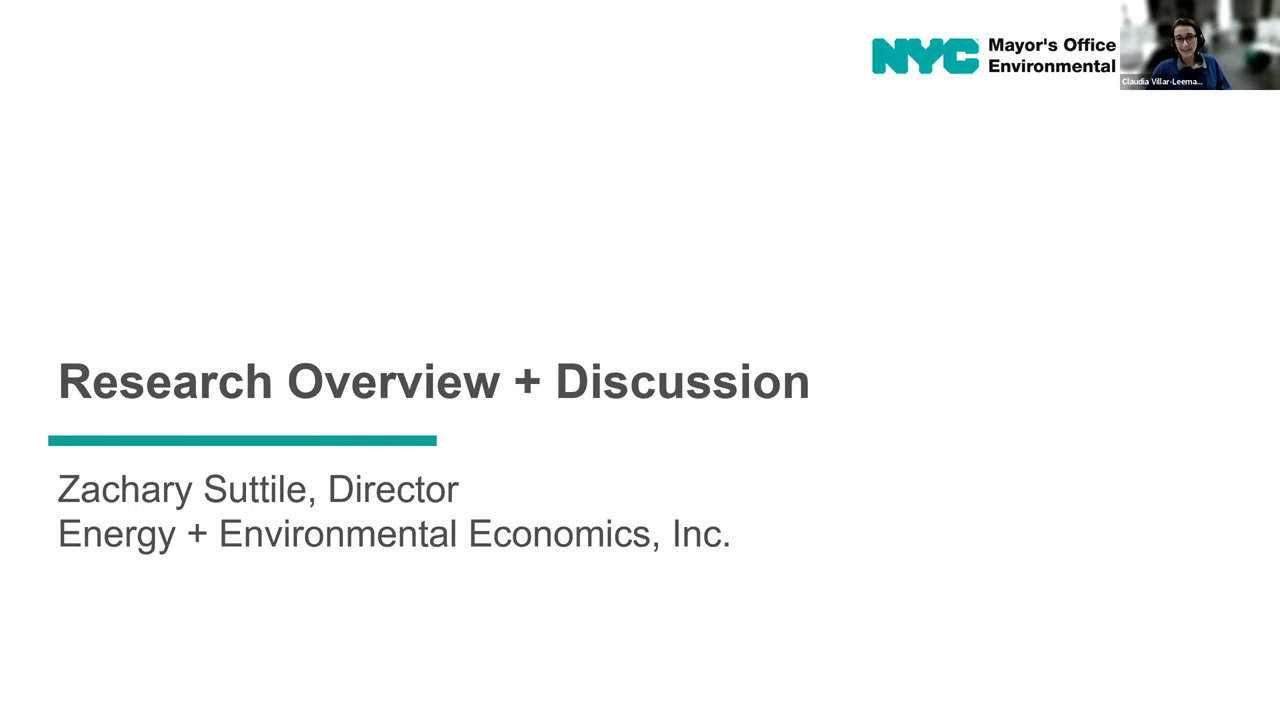 NYC
Mayor's Office
Environmental
Claudia Villar-Leema...
Research Overview + Discussion
Zachary Suttile, Director
Energy + Environmental Economics, Inc.